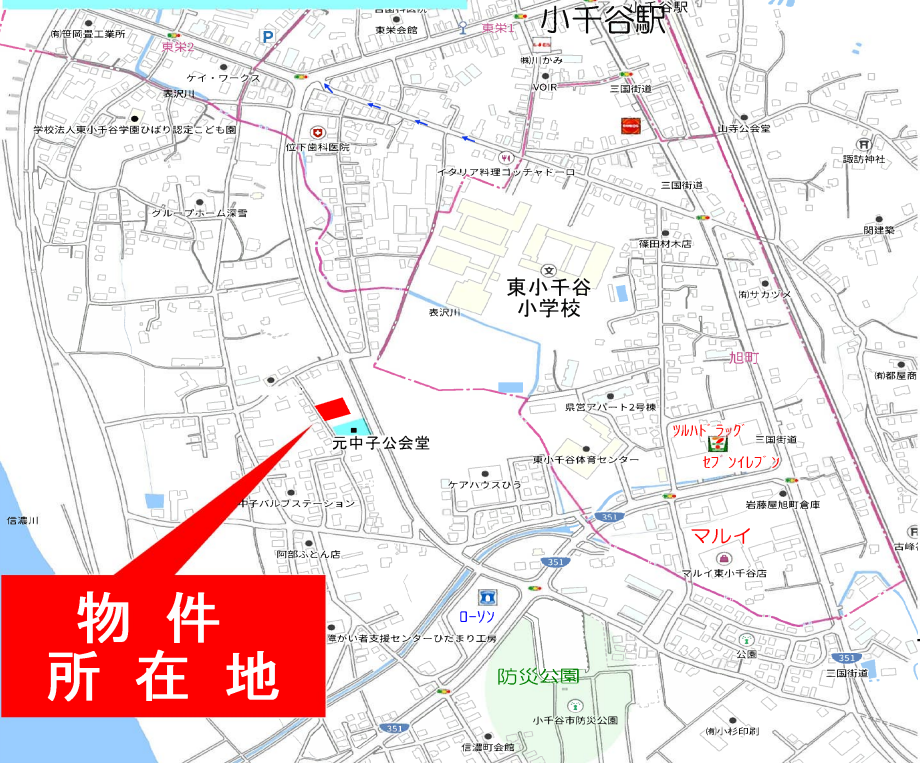 小千谷駅
小千谷駅
㈲笹岡畳工業所
東栄会館
東栄1
東栄2
P
㈱川かみ
ケイ・ワークス
VOIR
三国街道
表沢川
学校法人東小千谷学園ひばり認定こども園
位下歯科医院
山寺公会堂
諏訪神社
イタリア料理コッチャドーロ
三国街道
グループホーム深雪
関建築
篠田材木店
文
東小千谷
小学校
㈲サカツメ
表沢川
旭町
㈲都屋商
県営アパート2号棟
ﾂﾙﾊﾄﾞﾗｯｸﾞ
三国街道
元中子公会堂
東小千谷体育センター
ｾﾌﾞﾝｲﾚﾌﾞﾝ
ケアハウスひう
中子バルブステーション
岩藤屋旭町倉庫
信濃川
351
マルイ
古峰
阿部ふとん店
351
マルイ東小千谷店
物件
所在地
ﾛｰｿﾝ
障がい者支援センターひだまり工房
公園
351
三国街道
防災公園
小千谷市防災公園
351
信濃町会館
㈲小杉印刷